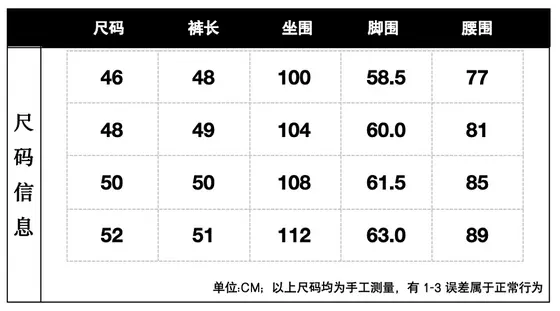 尺码 裤长 坐围 脚围 腰围
尺码信息
46 48 100 58.5 77
48 49 104 60.0 81
50 50 108 61.5 85
52 51 112 63.0 89
单位:CM；以上尺码均为手工测量，有 1-3 误差属于正常行为